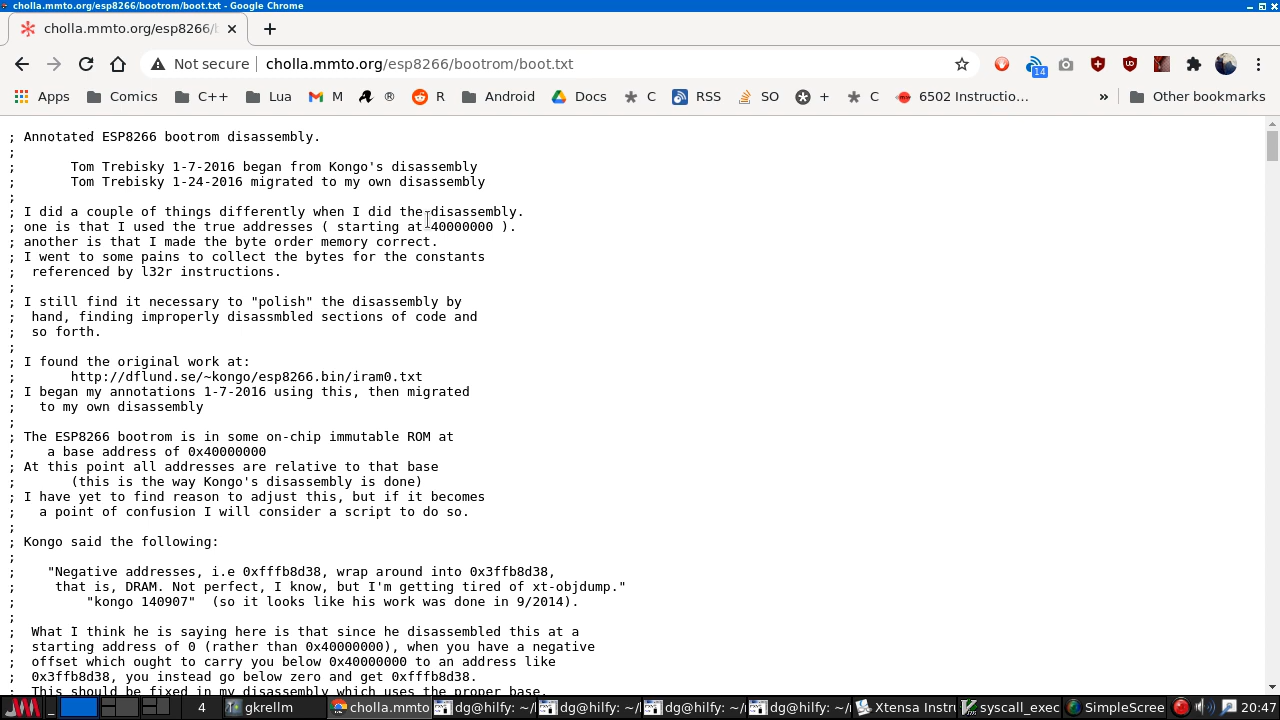 cholla.mmto.org/esp8266/bootrom/boot.txt - Google Chrome
cholla.mmto.org/esp8266/
Not secure
cholla.mmto.org/esp8266/bootrom/boot.txt
14
Apps Comics C++ Lua M ® R Android Docs C RSS SO + C 6502 Instructio… » Other bookmarks
; Annotated ESP8266 bootrom disassembly.
;
; Tom Trebisky 1-7-2016 began from Kongo's disassembly
; Tom Trebisky 1-24-2016 migrated to my own disassembly
;
; I did a couple of things differently when I did the disassembly.
; one is that I used the true addresses ( starting at 40000000 ).
; another is that I made the byte order memory correct.
; I went to some pains to collect the bytes for the constants
; referenced by l32r instructions.
;
; I still find it necessary to "polish" the disassembly by
; hand, finding improperly disassmbled sections of code and
; so forth.
;
; I found the original work at:
; http://dflund.se/~kongo/esp8266.bin/iram0.txt
; I began my annotations 1-7-2016 using this, then migrated
; to my own disassembly
;
; The ESP8266 bootrom is in some on-chip immutable ROM at
; a base address of 0x40000000
; At this point all addresses are relative to that base
; (this is the way Kongo's disassembly is done)
; I have yet to find reason to adjust this, but if it becomes
; a point of confusion I will consider a script to do so.
;
; Kongo said the following:
;
; "Negative addresses, i.e 0xfffb8d38, wrap around into 0x3ffb8d38,
; that is, DRAM. Not perfect, I know, but I'm getting tired of xt-objdump."
; "kongo 140907" (so it looks like his work was done in 9/2014).
;
; What I think he is saying here is that since he disassembled this at a
; starting address of 0 (rather than 0x40000000), when you have a negative
; offset which ought to carry you below 0x40000000 to an address like
; 0x3ffb8d38, you instead go below zero and get 0xfffb8d38.
; This should be fixed in my disassembly which uses the proper base.
4 gkrellm cholla.mmto dg@hilfy: ~/ dg@hilfy: ~/ dg@hilfy: ~/ dg@hilfy: ~/ Xtensa Instr syscall_exec SimpleScree 20:47